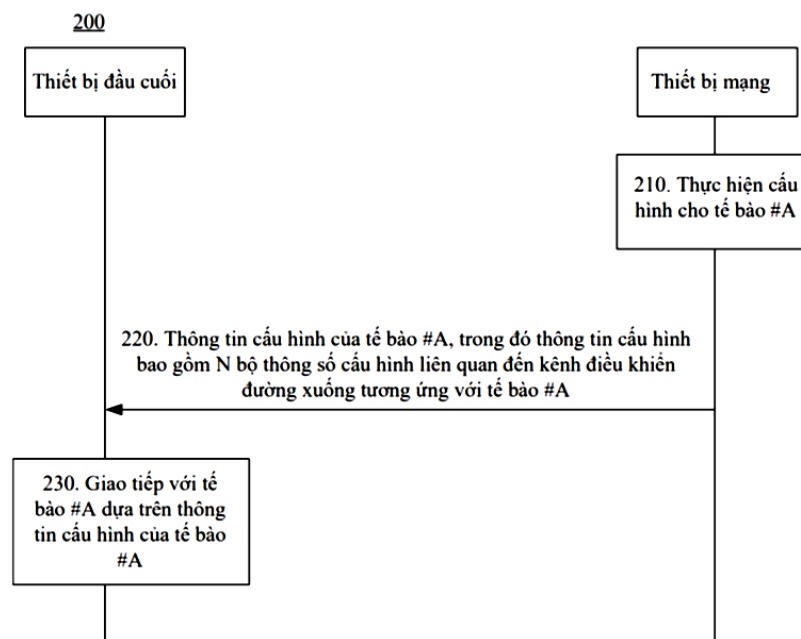 200
Thiết bị đầu cuối
Thiết bị mạng
210. Thực hiện cấu
hình cho tế bào #A
220. Thông tin cấu hình của tế bào #A, trong đó thông tin cấu hình
bao gồm N bộ thông số cấu hình liên quan đến kênh điều khiển
đường xuống tương ứng với tế bào #A
230. Giao tiếp với tế
bào #A dựa trên thông
tin cấu hình của tế bào
#A